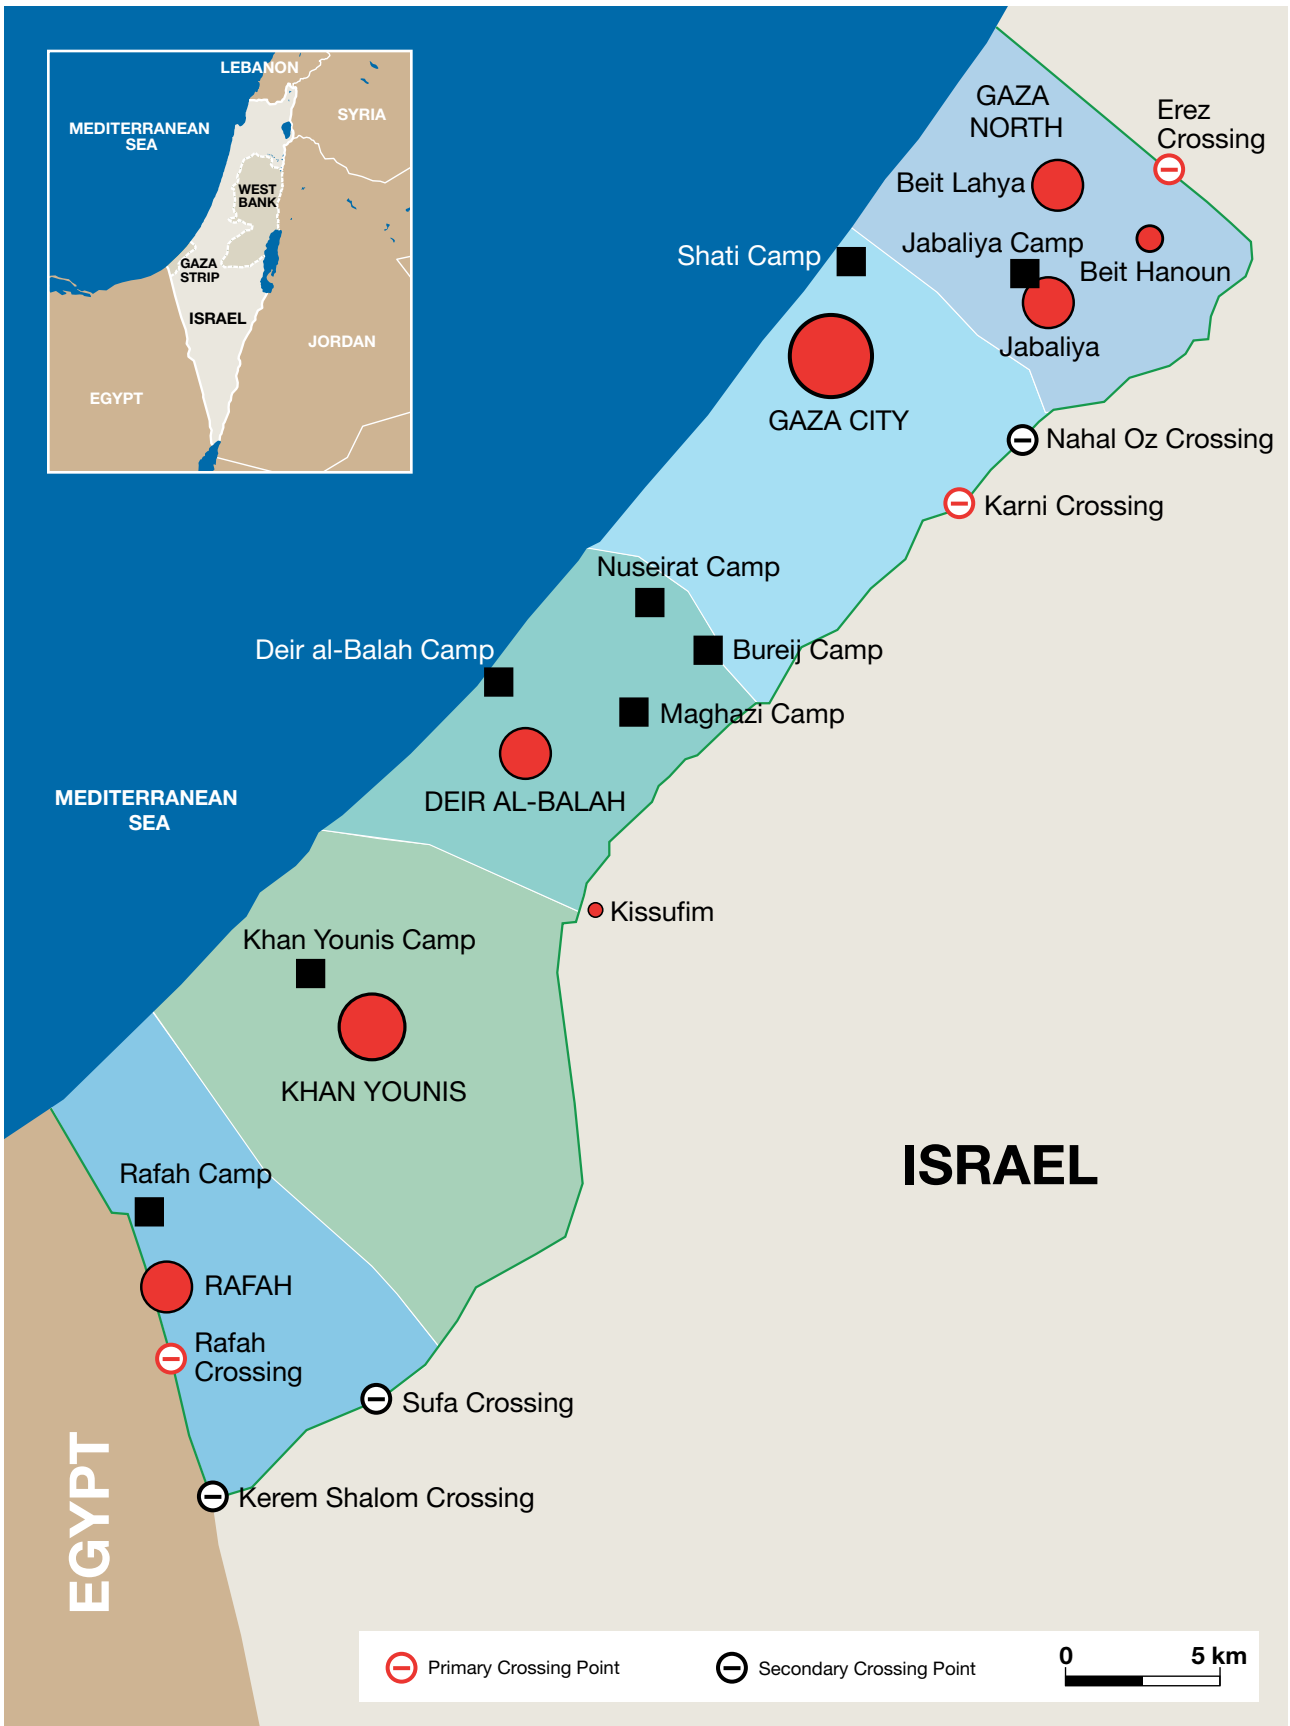 LEBANON
SYRIA
MEDITERRANEAN
SEA
WEST
BANK
GAZA
STRIP
ISRAEL
JORDAN
EGYPT
GAZA
NORTH
Erez
Crossing
Beit Lahya
Jabaliya Camp
Beit Hanoun
Shati Camp
Jabaliya
GAZA CITY
Nahal Oz Crossing
Karni Crossing
Nuseirat Camp
Deir al-Balah Camp
Bureij Camp
Maghazi Camp
MEDITERRANEAN
SEA
DEIR AL-BALAH
Kissufim
Khan Younis Camp
KHAN YOUNIS
ISRAEL
Rafah Camp
RAFAH
Rafah
Crossing
Sufa Crossing
EGYPT
Kerem Shalom Crossing
Primary Crossing Point
Secondary Crossing Point
0 5 km